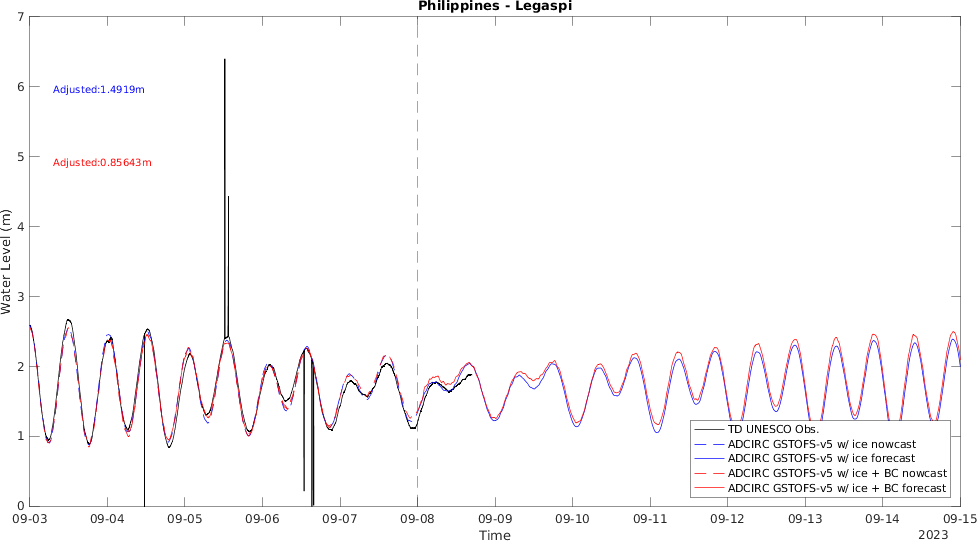 Philippines - Legaspi
7
6
5
4
3
2
1
0
Water Level (m)
Adjusted:1.4919m
Adjusted:0.85643m
TD UNESCO Obs.
ADCIRC GSTOFS-v5 w/ ice nowcast
ADCIRC GSTOFS-v5 w/ ice forecast
ADCIRC GSTOFS-v5 w/ ice + BC nowcast
ADCIRC GSTOFS-v5 w/ ice + BC forecast
09-03 09-04 09-05 09-06 09-07 09-08 09-09 09-10 09-11 09-12 09-13 09-14 09-15
Time
2023